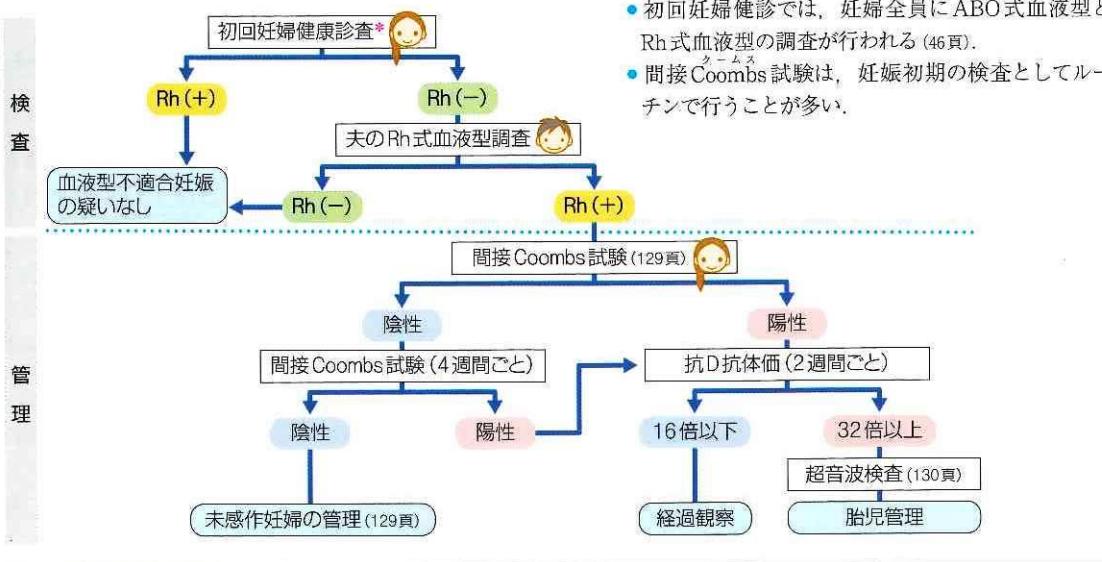 初回妊婦健康診査*
Rh(+)
Rh(−)
夫のRh式血液型調査
血液型不適合妊娠
の疑いなし
Rh(−)
Rh(+)
検
査
• 初回妊婦健診では，妊婦全員にABO式血液型と
Rh式血液型の調査が行われる(46頁).
クームス
• 間接Coombs試験は，妊娠初期の検査としてルー
チンで行うことが多い.
間接Coombs試験(129頁)
陰性
陽性
間接Coombs試験(4週間ごと)
抗D抗体価(2週間ごと)
陰性
陽性
16倍以下
32倍以上
超音波検査(130頁)
未感作妊婦の管理(129頁)
経過観察
胎児管理
管
理